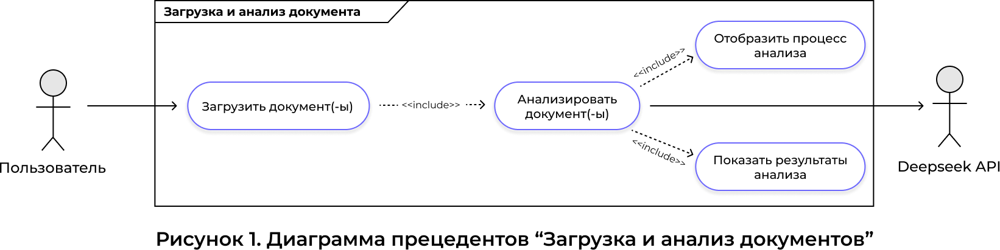 Загрузка и анализ документа
Отобразить процесс
анализа
<<include>>
Загрузить документ(-ы)
<<include>>
Анализировать
документ(-ы)
<<include>>
Показать результаты
анализа
Пользователь
Deepseek API
Рисунок 1. Диаграмма прецедентов “Загрузка и анализ документов”